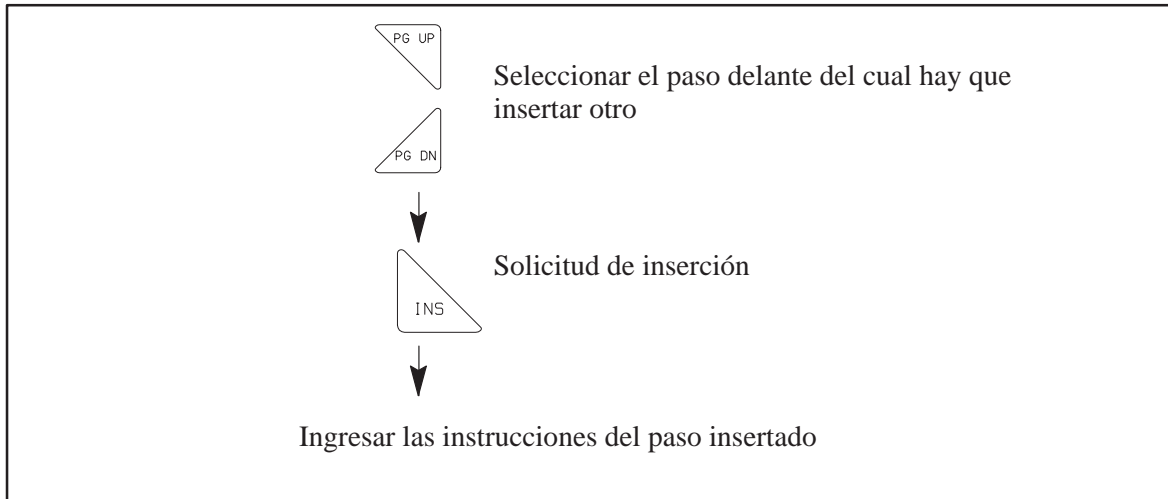 PG UP
Seleccionar el paso delante del cual hay que
insertar otro
PG DN
Solicitud de inserción
INS
Ingresar las instrucciones del paso insertado